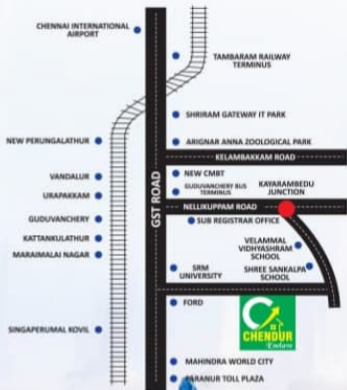 CHENNAI INTERNATIONAL
AIRPORT
TAMBARAM RAILWAY
TERMINUS
SHRIRAM GATEWAY IT PARK
NEW PERUNGALATHUR
ARIGNAR ANNA ZOOLOGICAL PARK
KELAMBAKKAM ROAD
VANDALUR
NEW CMBT
GUDUVANCHERY BUS
TERMINUS
KAYARAMBEDU
JUNCTION
URAPAKKAM
GST ROAD
NELLIKUPPAM ROAD
GUDUVANCHERY
SUB REGISTRAR OFFICE
KATTANKULATHUR
VELAMMAL
VIDHYASHRAM
SCHOOL
MARAIMALAI NAGAR
SRM
UNIVERSITY
SHREE SANKALPA
SCHOOL
FORD
CHENDUR
SINGAPERUMAL KOVIL
MAHINDRA WORLD CITY
PARANUR TOLL PLAZA